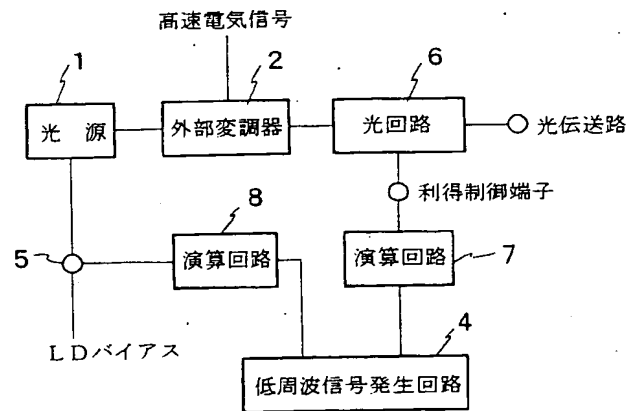 高速電気信号
1
2
6
光源
外部変調器
光回路
光伝送路
利得制御端子
8
5
演算回路
演算回路
7
LDバイアス
4
低周波信号発生回路